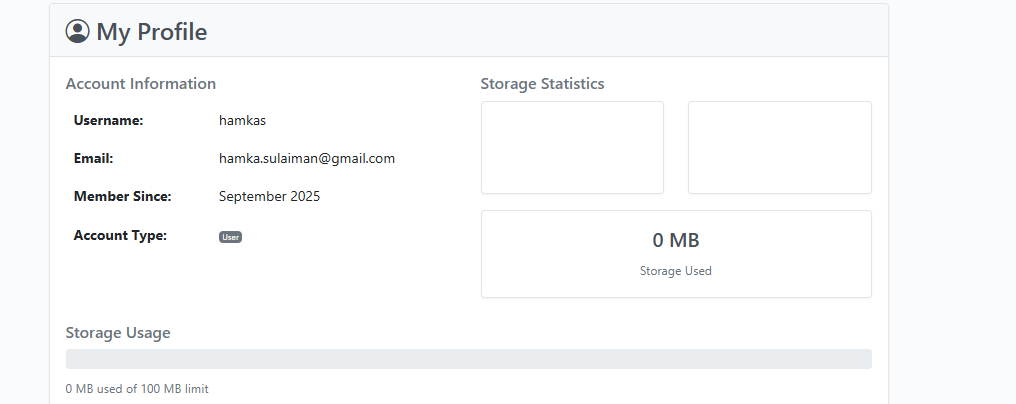 My Profile
Account Information
Username: hamkas
Email: hamka.sulaiman@gmail.com
Member Since: September 2025
Account Type: User
Storage Statistics
0 MB
Storage Used
Storage Usage
0 MB used of 100 MB limit